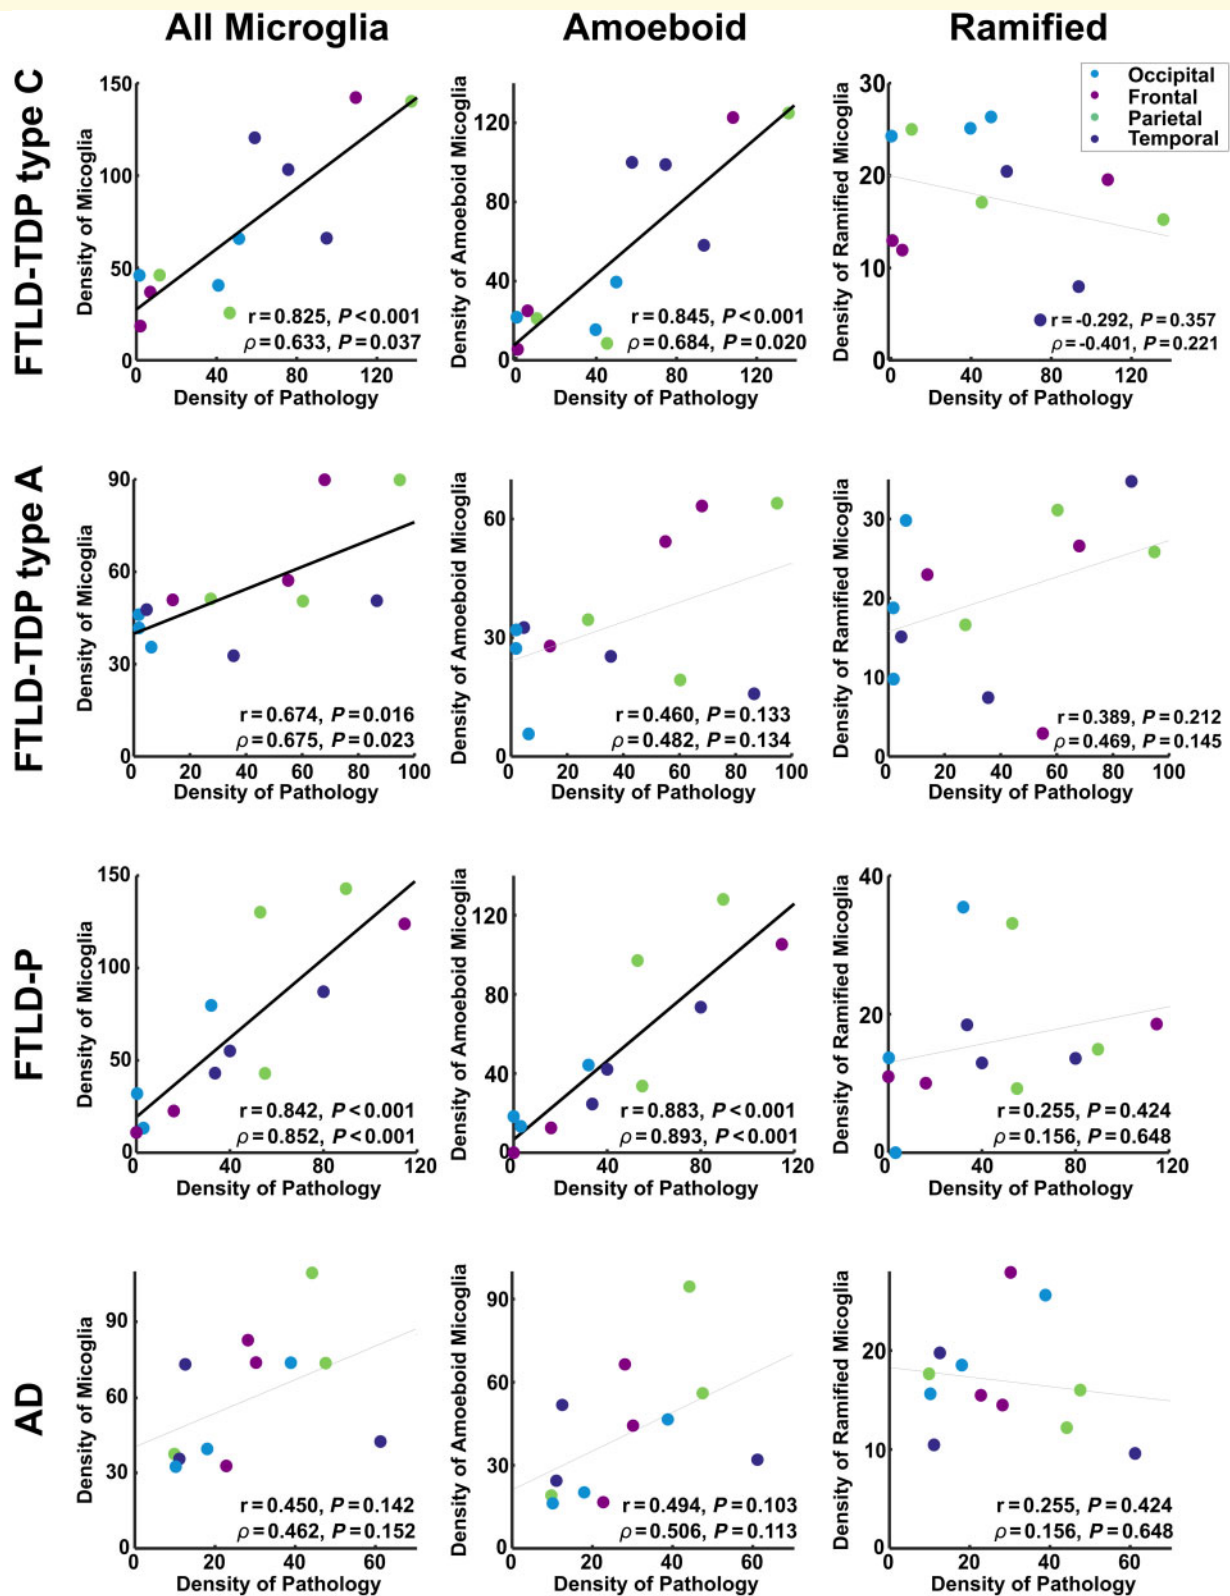 All Microglia
Amoeboid
Ramified
FTLD-TDP type C
Density of Micoglia
150
100
50
0
0
40
80
120
Density of Pathology
r=0.825, P<0.001
ρ=0.633, P=0.037
Density of Amoeboid Micoglia
120
80
40
0
0
40
80
120
Density of Pathology
r=0.845, P<0.001
ρ=0.684, P=0.020
Density of Ramified Micoglia
30
20
10
0
0
40
80
120
Density of Pathology
r=-0.292, P=0.357
ρ=-0.401, P=0.221
Occipital
Frontal
Parietal
Temporal
FTLD-TDP type A
Density of Micoglia
90
60
30
0
0
20
40
60
80
100
Density of Pathology
r=0.674, P=0.016
ρ=0.675, P=0.023
Density of Amoeboid Micoglia
60
30
0
0
20
40
60
80
100
Density of Pathology
r=0.460, P=0.133
ρ=0.482, P=0.134
Density of Ramified Micoglia
30
20
10
0
0
20
40
60
80
100
Density of Pathology
r=0.389, P=0.212
ρ=0.469, P=0.145
FTLD-P
Density of Micoglia
150
100
50
0
0
40
80
120
Density of Pathology
r=0.842, P<0.001
ρ=0.852, P<0.001
Density of Amoeboid Micoglia
120
80
40
0
0
40
80
120
Density of Pathology
r=0.883, P<0.001
ρ=0.893, P<0.001
Density of Ramified Micoglia
40
20
0
0
40
80
120
Density of Pathology
r=0.255, P=0.424
ρ=0.156, P=0.648
AD
Density of Micoglia
90
60
30
0
0
20
40
60
Density of Pathology
r=0.450, P=0.142
ρ=0.462, P=0.152
Density of Amoeboid Micoglia
90
60
30
0
0
20
40
60
Density of Pathology
r=0.494, P=0.103
ρ=0.506, P=0.113
Density of Ramified Micoglia
20
10
0
0
20
40
60
Density of Pathology
r=0.255, P=0.424
ρ=0.156, P=0.648